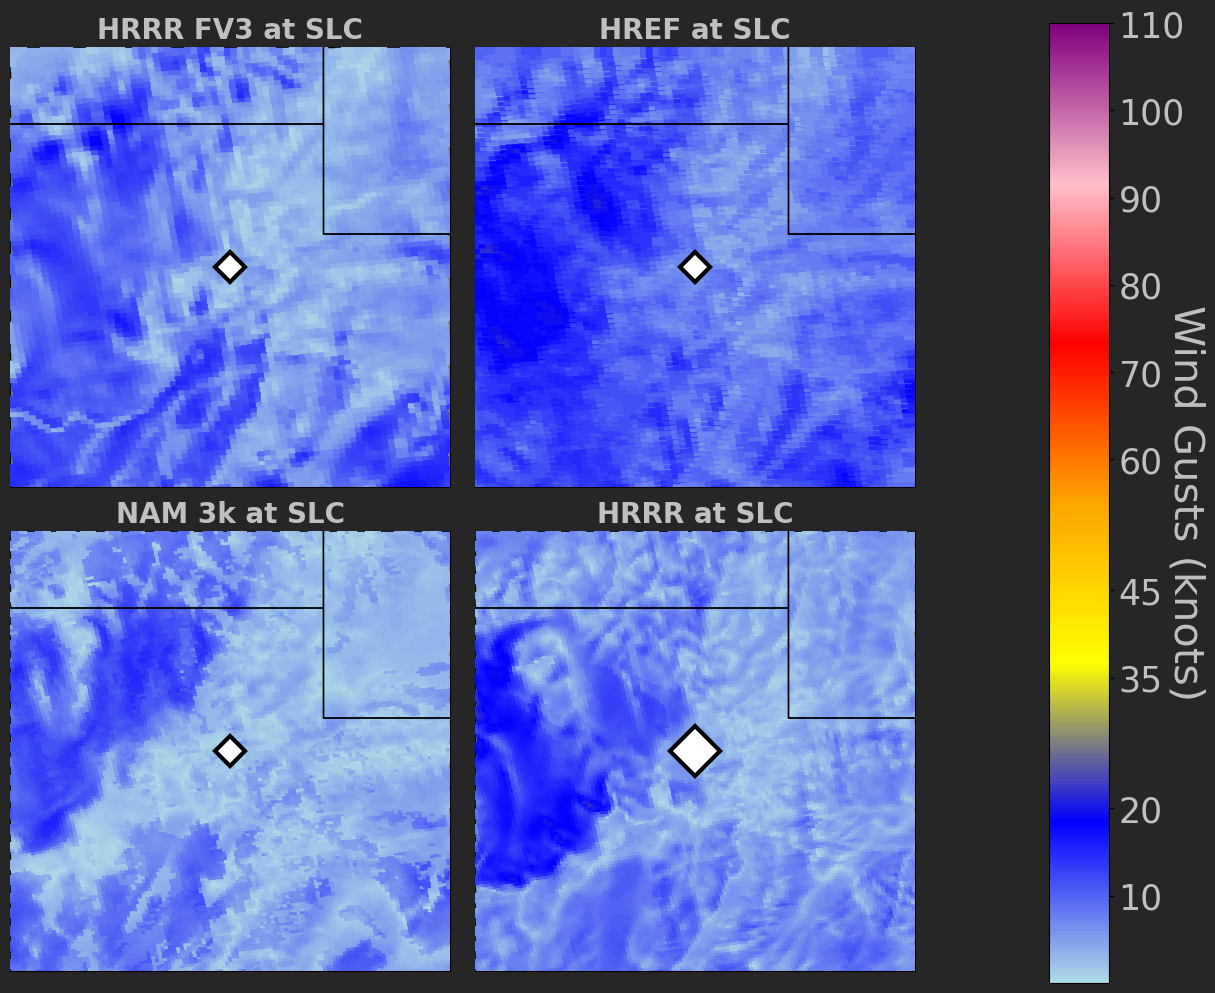 HRRR FV3 at SLC
HREF at SLC
NAM 3k at SLC
HRRR at SLC
110
100
90
80
70
60
45
35
20
10
Wind Gusts (knots)